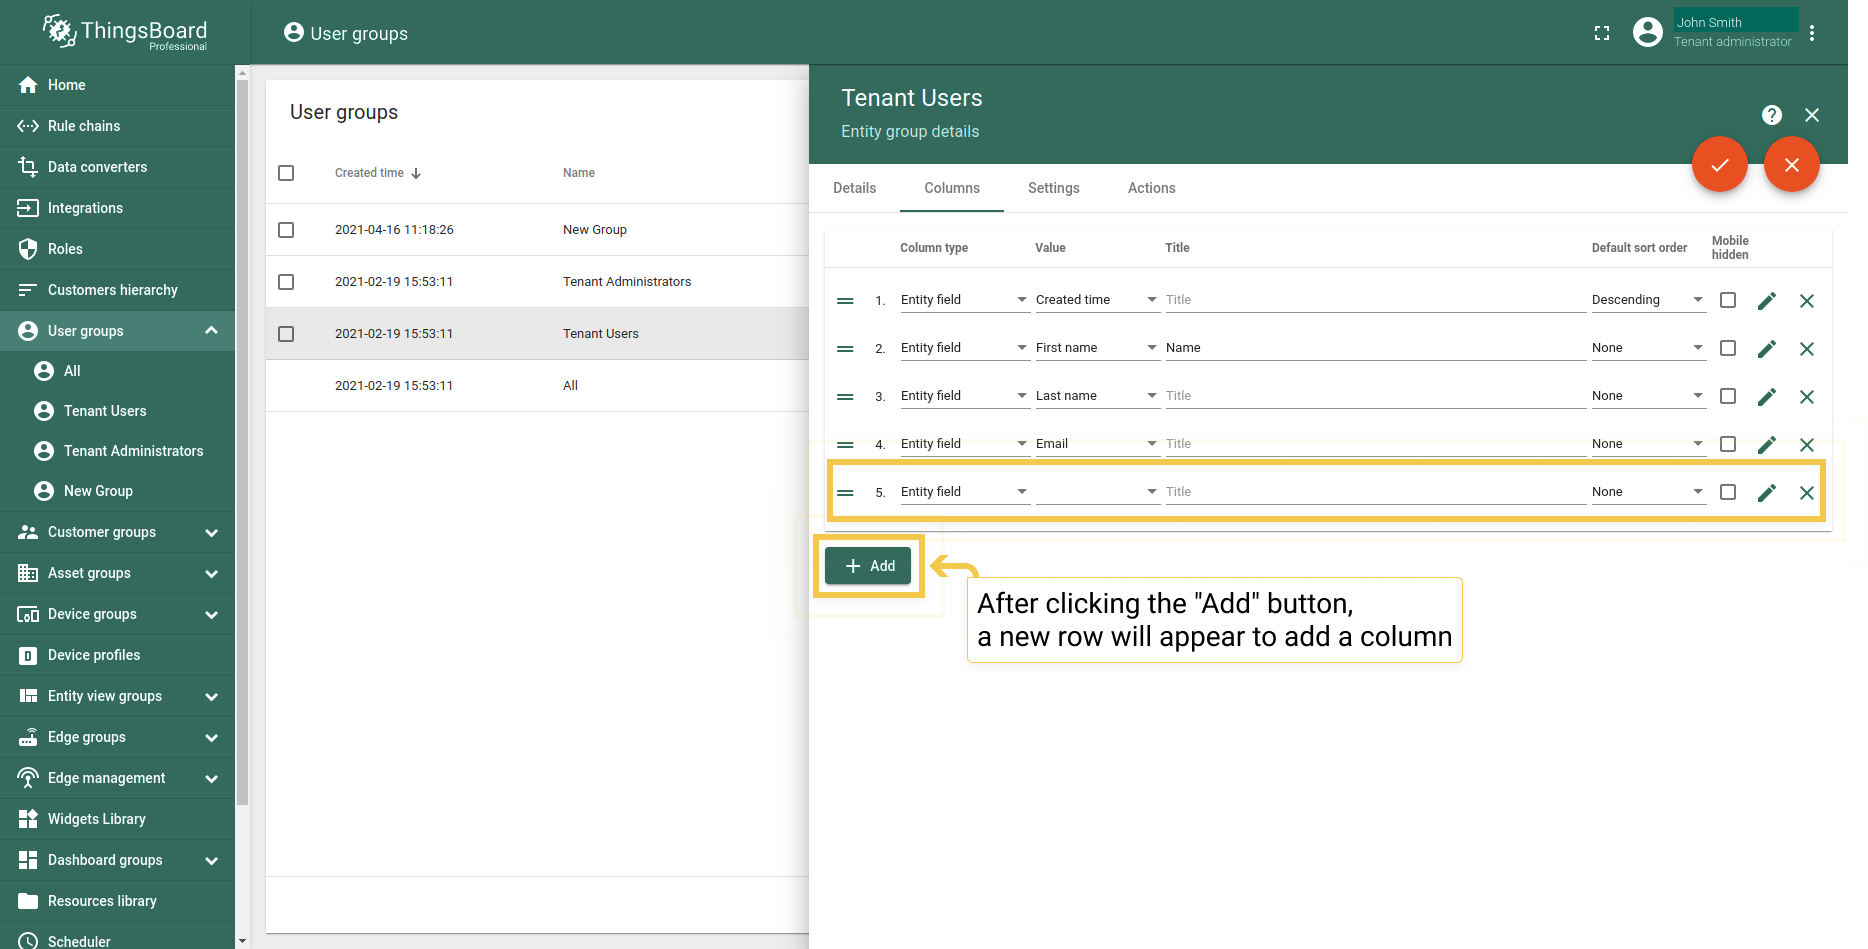 ThingsBoard
Professional
User groups
John Smith
Tenant administrator
Home
Rule chains
Data converters
Integrations
Roles
Customers hierarchy
User groups
All
Tenant Users
Tenant Administrators
New Group
Customer groups
Asset groups
Device groups
Device profiles
Entity view groups
Edge groups
Edge management
Widgets Library
Dashboard groups
Resources library
Scheduler
User groups
Created time Name
2021-04-16 11:18:26 New Group
2021-02-19 15:53:11 Tenant Administrators
2021-02-19 15:53:11 Tenant Users
2021-02-19 15:53:11 All
Tenant Users
Entity group details
Details Columns Settings Actions
Column type Value Title Default sort order Mobile
hidden
1. Entity field Created time Title Descending
2. Entity field First name Name None
3. Entity field Last name Title None
4. Entity field Email Title None
5. Entity field Title None
+ Add
After clicking the "Add" button,
a new row will appear to add a column